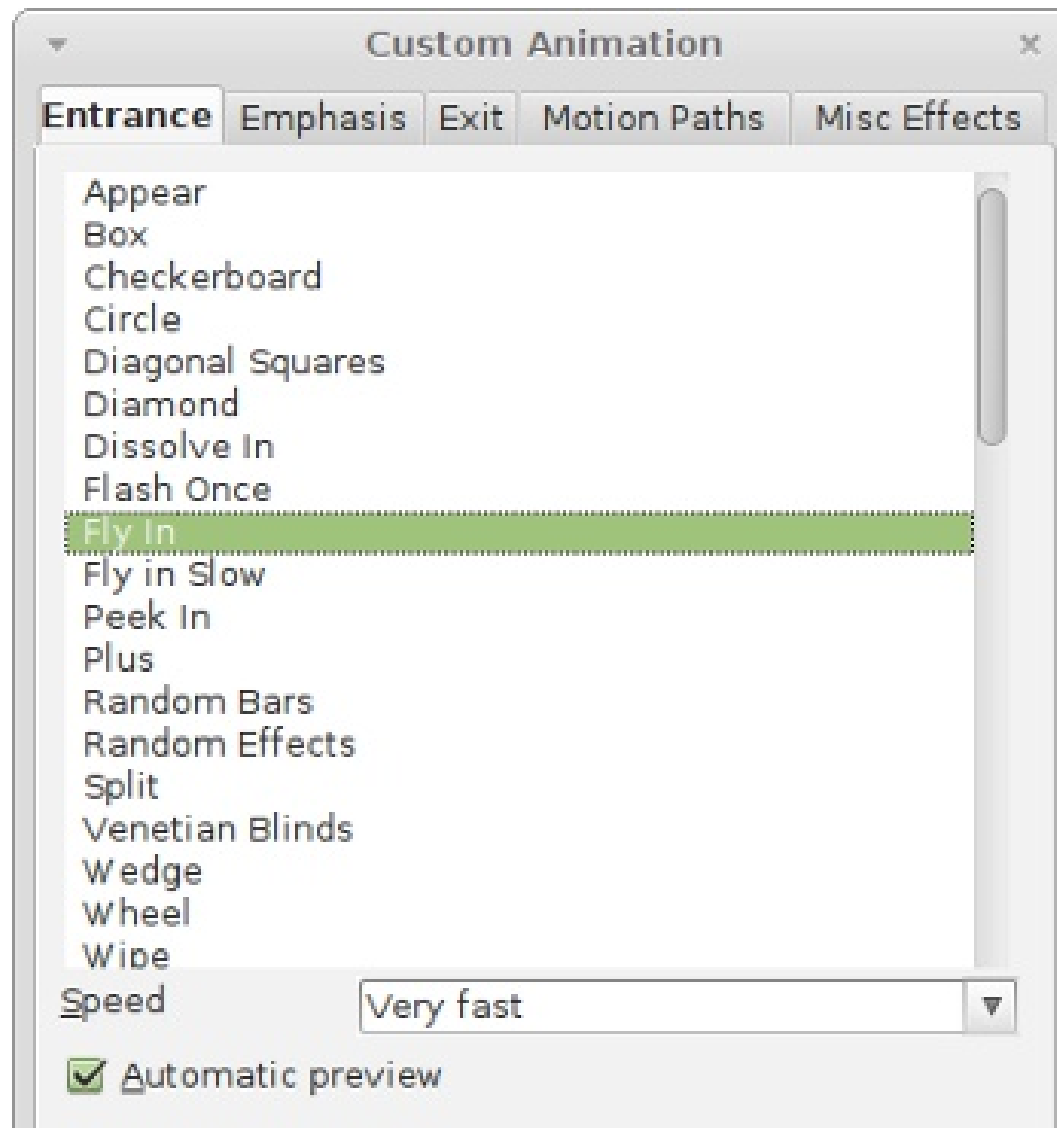 Custom Animation
Entrance Emphasis Exit Motion Paths Misc Effects
Appear
Box
Checkerboard
Circle
Diagonal Squares
Diamond
Dissolve In
Flash Once
Fly In
Fly in Slow
Peek In
Plus
Random Bars
Random Effects
Split
Venetian Blinds
Wedge
Wheel
Wipe
Speed Very fast
Automatic preview